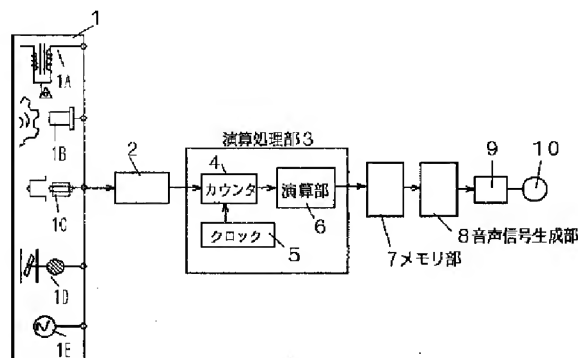 1
1A
1B
1C
1D
1E
2
演算処理部3
4
カウンタ
クロック
5
演算部
6
7メモリ部
8音声信号生成部
9
10